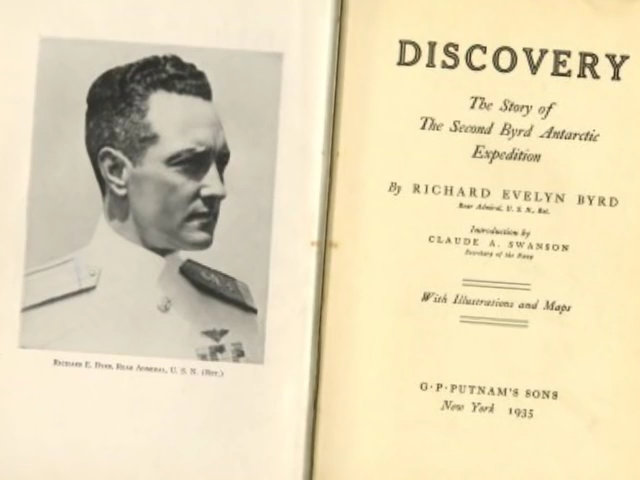 RICHARD E. BYRD, REAR ADMIRAL, U. S. N. (RET.)
DISCOVERY
The Story of
The Second Byrd Antarctic
Expedition
By RICHARD EVELYN BYRD
Rear Admiral, U. S. N., Ret.
Introduction by
CLAUDE A. SWANSON
Secretary of the Navy
With Illustrations and Maps
G·P·PUTNAM'S SONS
New York 1935